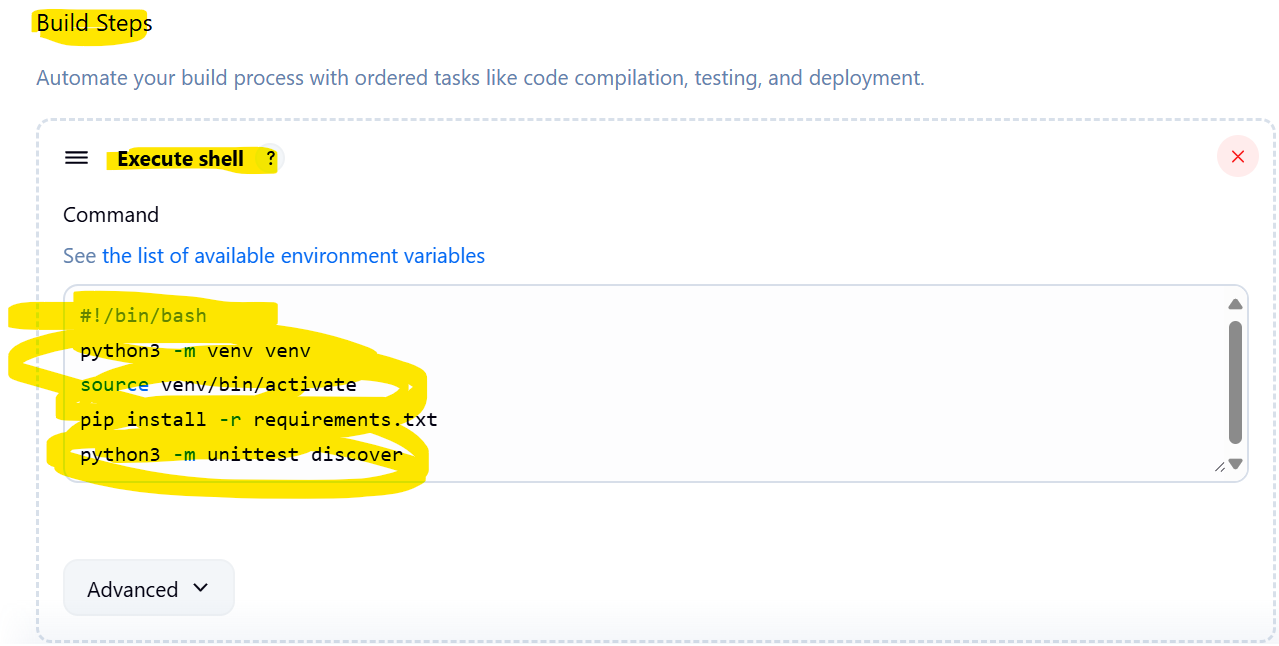 Build Steps
Automate your build process with ordered tasks like code compilation, testing, and deployment.
Execute shell ?
Command
See the list of available environment variables
#!/bin/bash
python3 -m venv venv
source venv/bin/activate
pip install -r requirements.txt
python3 -m unittest discover
Advanced